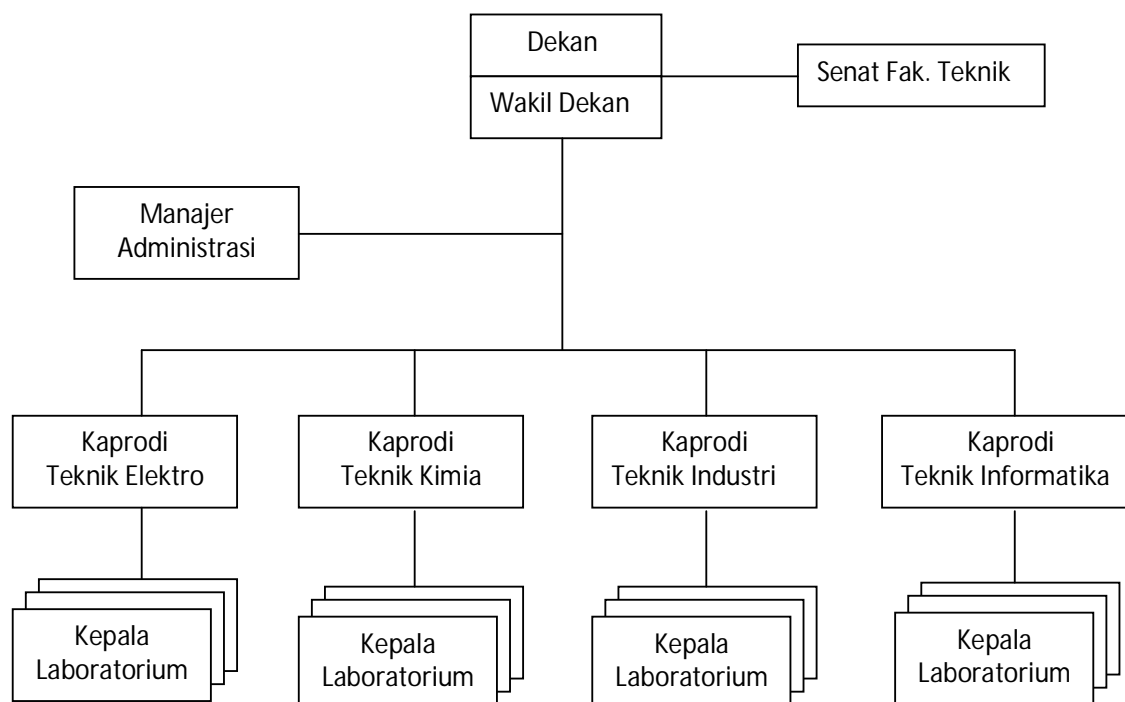 Dekan
Senat Fak. Teknik
Wakil Dekan
Manajer
Administrasi
Kaprodi
Teknik Elektro
Kaprodi
Teknik Kimia
Kaprodi
Teknik Industri
Kaprodi
Teknik Informatika
Kepala
Laboratorium
Kepala
Laboratorium
Kepala
Laboratorium
Kepala
Laboratorium